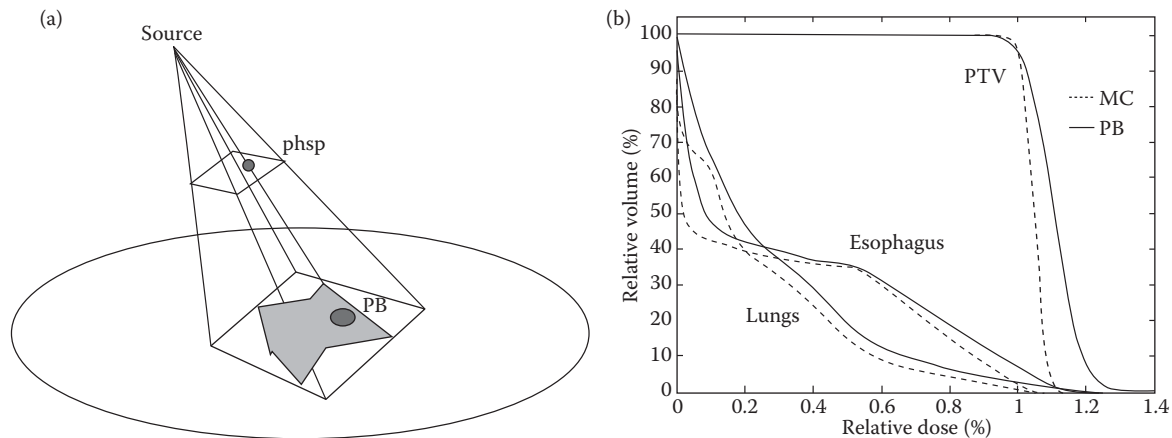 (a)
Source
phsp
PB
(b)
100
90
80
70
60
50
40
30
20
10
0
Relative volume (%)
PTV
MC
PB
Esophagus
Lungs
0 0.2 0.4 0.6 0.8 1 1.2 1.4
Relative dose (%)